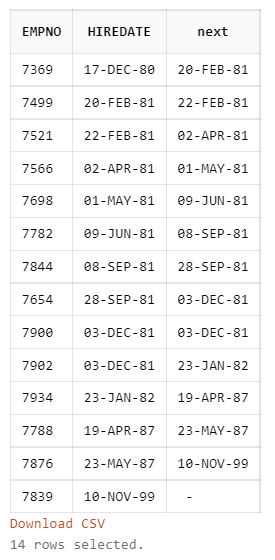 EMPNO HIREDATE next
7369 17-DEC-80 20-FEB-81
7499 20-FEB-81 22-FEB-81
7521 22-FEB-81 02-APR-81
7566 02-APR-81 01-MAY-81
7698 01-MAY-81 09-JUN-81
7782 09-JUN-81 08-SEP-81
7844 08-SEP-81 28-SEP-81
7654 28-SEP-81 03-DEC-81
7900 03-DEC-81 03-DEC-81
7902 03-DEC-81 23-JAN-82
7934 23-JAN-82 19-APR-87
7788 19-APR-87 23-MAY-87
7876 23-MAY-87 10-NOV-99
7839 10-NOV-99 -
Download CSV
14 rows selected.